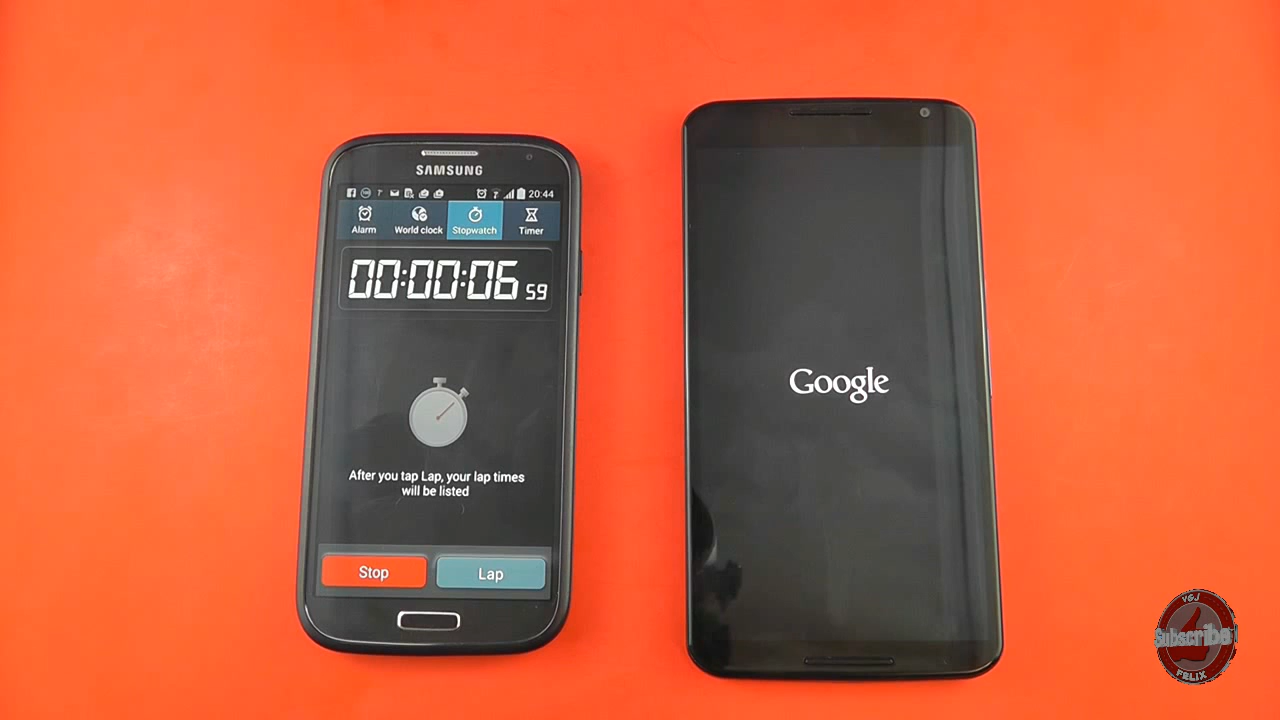 SAMSUNG
20:44
Alarm World clock Stopwatch Timer
00:00:06 59
After you tap Lap, your lap times
will be listed
Stop Lap
Google
VGJ
Subscribe
FELIX